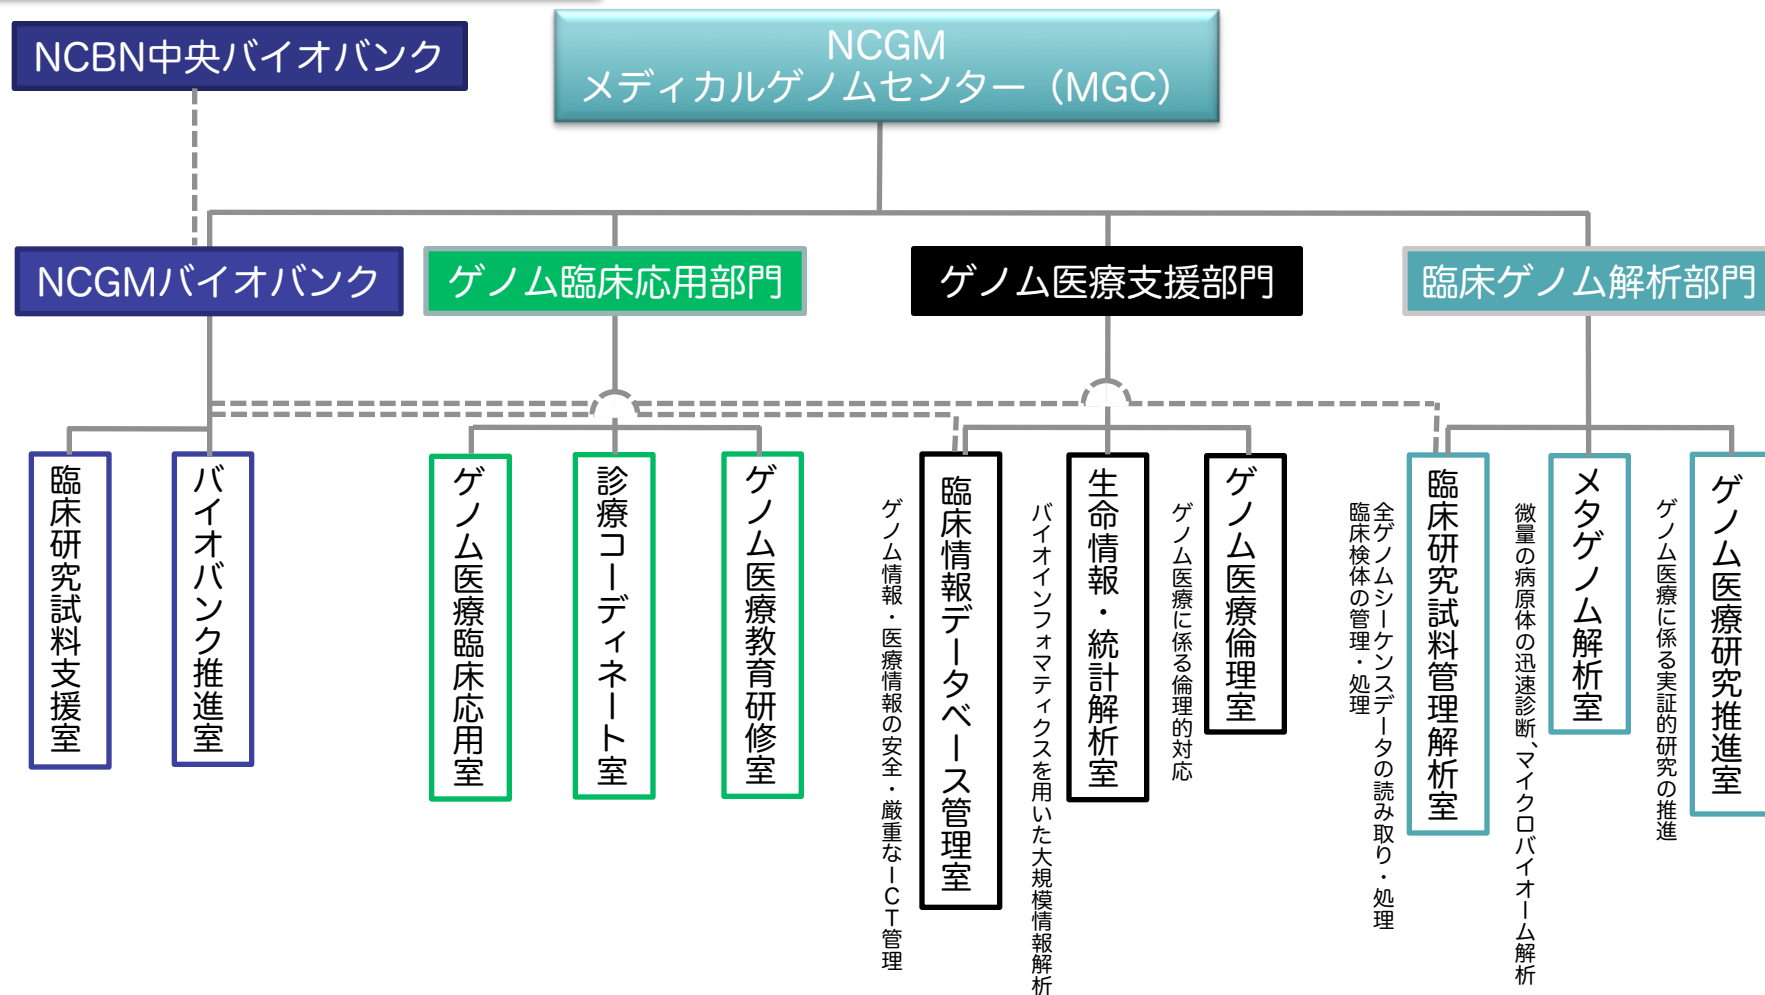 NCBN中央バイオバンク
NCGM
メディカルゲノムセンター（MGC）
NCGMバイオバンク
ゲノム臨床応用部門
ゲノム医療支援部門
臨床ゲノム解析部門
臨床研究試料支援室
バイオバンク推進室
ゲノム医療臨床応用室
診療コーディネート室
ゲノム医療教育研修室
ゲノム情報・医療情報の安全・厳重なICT管理
臨床情報データベース管理室
バイオインフォマティクスを用いた大規模情報解析
生命情報・統計解析室
ゲノム医療に係る倫理的対応
ゲノム医療倫理室
全ゲノムシーケンスデータの読み取り・処理
臨床検体の管理・処理
臨床研究試料管理解析室
微量の病原体の迅速診断、マイクロバイオーム解析
メタゲノム解析室
ゲノム医療に係る実証的研究の推進
ゲノム医療研究推進室